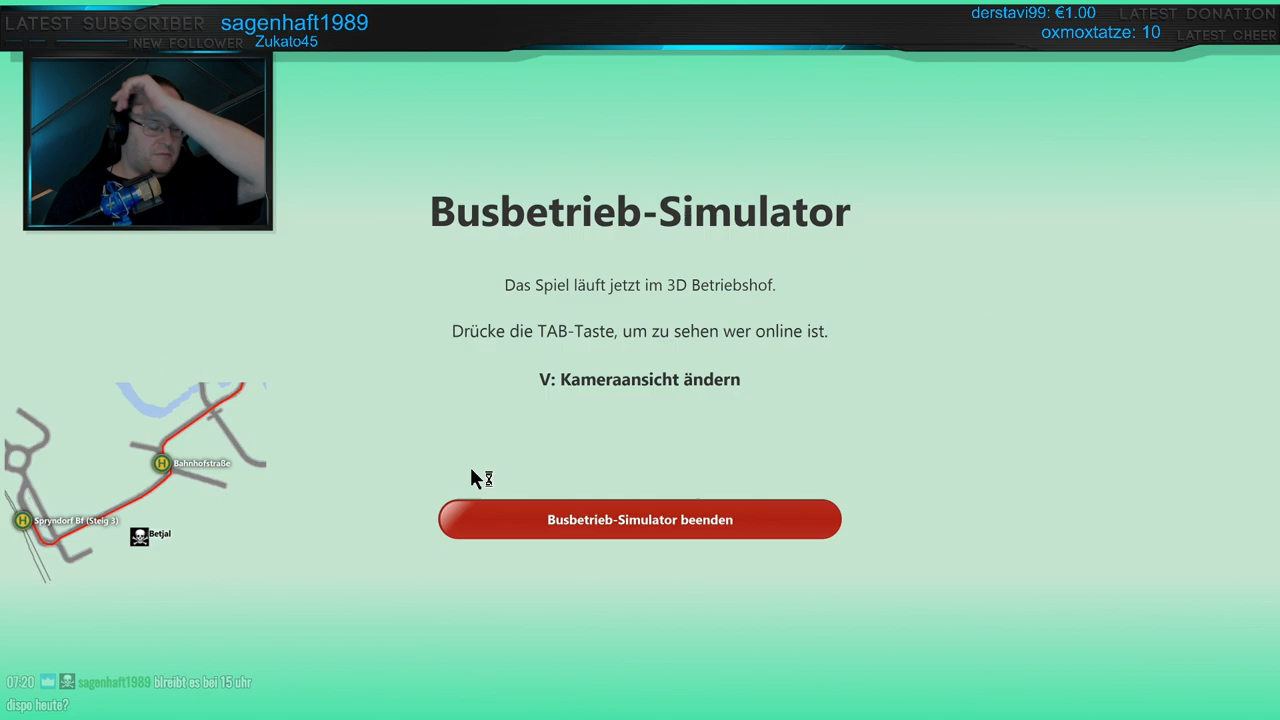 LATEST SUBSCRIBER sagenhaft1989
NEW FOLLOWER Zukato45
derstavi99: €1.00 LATEST DONATION
oxmoxtatze: 10 LATEST CHEER
Busbetrieb-Simulator
Das Spiel läuft jetzt im 3D Betriebshof.
Drücke die TAB-Taste, um zu sehen wer online ist.
V: Kameraansicht ändern
H Bahnhofstraße
H Spryndorf Bf (Steig 3)
Betjal
Busbetrieb-Simulator beenden
07:20 sagenhaft1989 blreibt es bei 15 uhr
dispo heute?